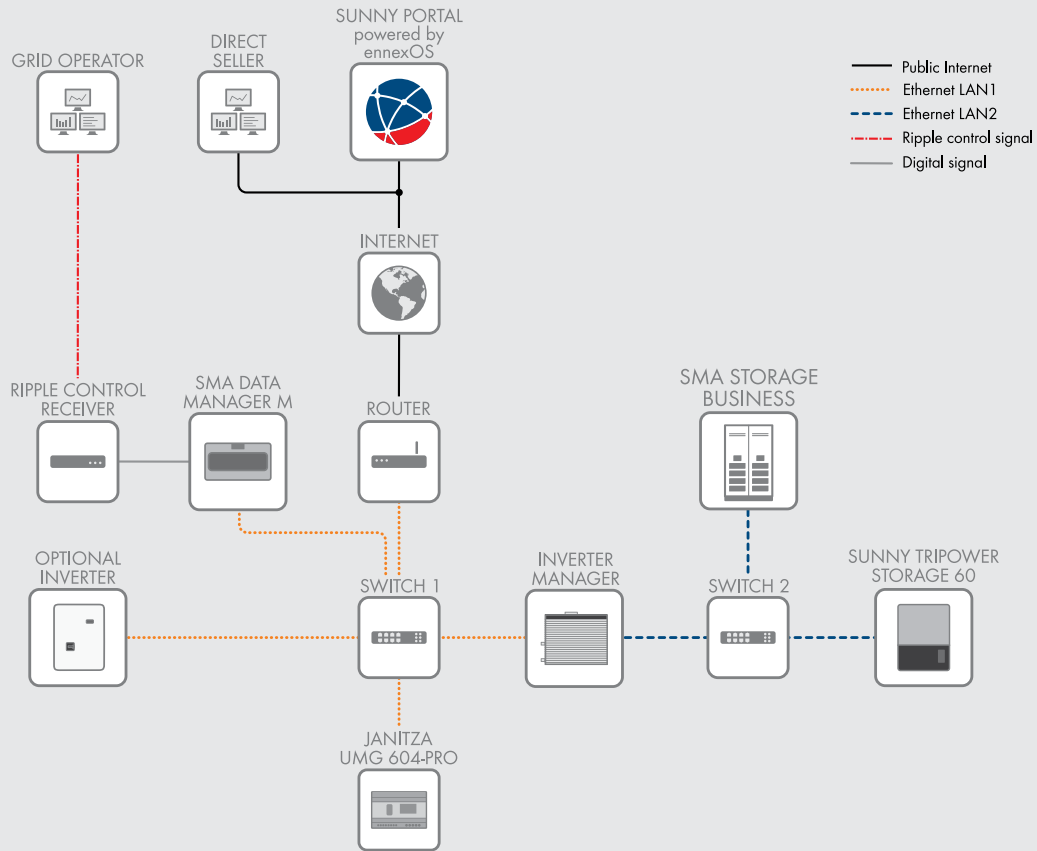 SUNNY PORTAL
powered by
ennexOS
DIRECT
SELLER
GRID OPERATOR
Public Internet
Ethernet LAN1
Ethernet LAN2
Ripple control signal
Digital signal
INTERNET
RIPPLE CONTROL
RECEIVER
SMA DATA
MANAGER M
ROUTER
SMA STORAGE
BUSINESS
OPTIONAL
INVERTER
SWITCH 1
INVERTER
MANAGER
SWITCH 2
SUNNY TRIPOWER
STORAGE 60
JANITZA
UMG 604-PRO